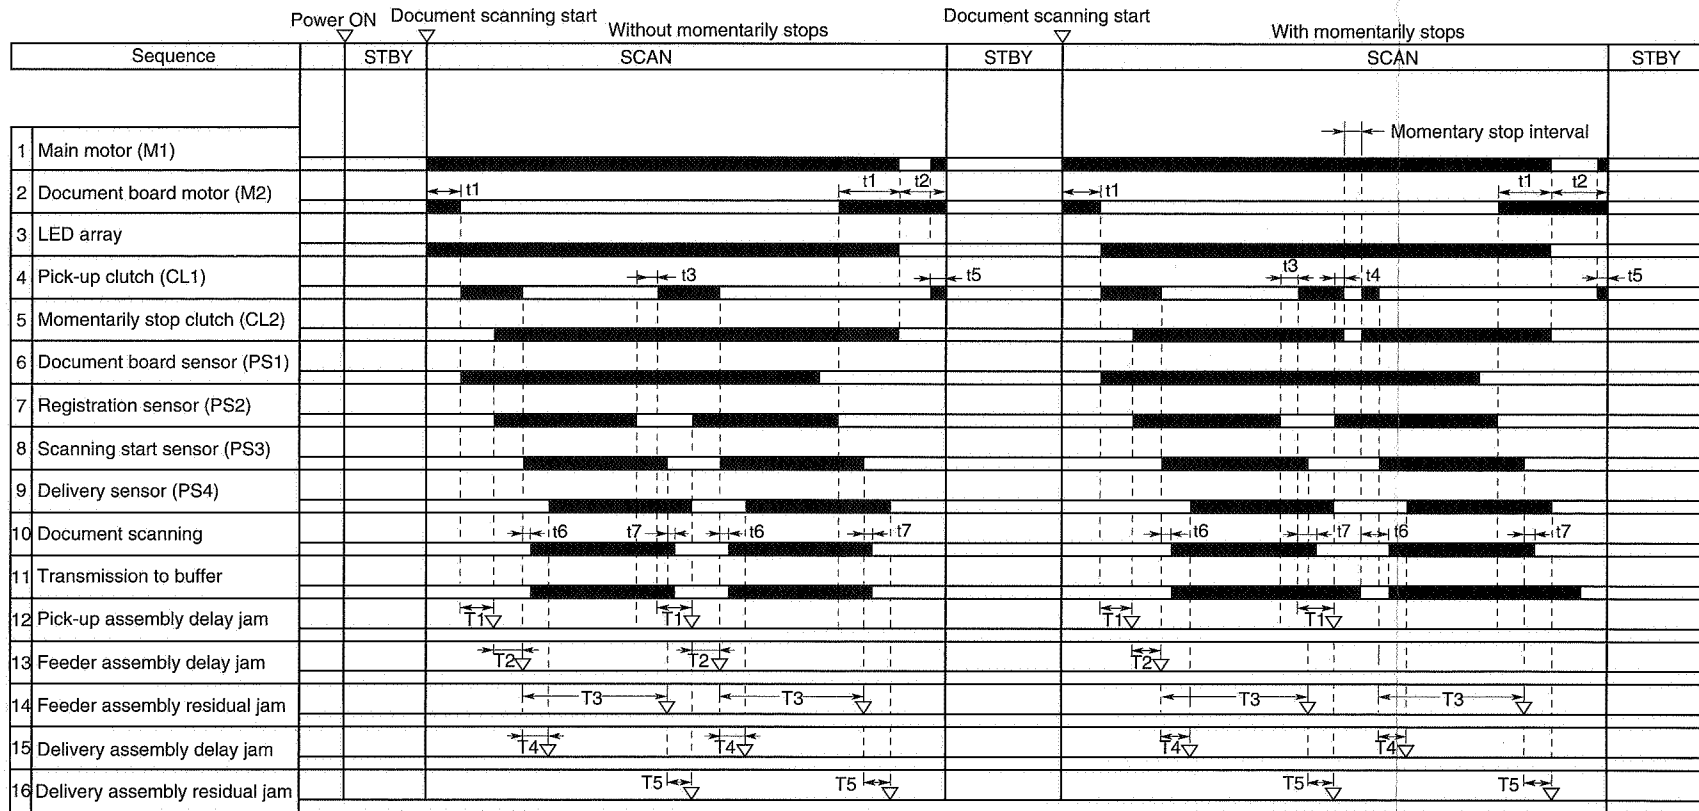 Power ON
Document scanning start
Without momentarily stops
Document scanning start
With momentarily stops
Sequence STBY SCAN STBY SCAN STBY
Momentary stop interval
1 Main motor (M1)
2 Document board motor (M2) t1 t1 t2 t1 t1 t2
3 LED array
4 Pick-up clutch (CL1) t3 t5 t3 t4 t5
5 Momentarily stop clutch (CL2)
6 Document board sensor (PS1)
7 Registration sensor (PS2)
8 Scanning start sensor (PS3)
9 Delivery sensor (PS4)
10 Document scanning t6 t7 t6 t7 t6 t7 t6 t7
11 Transmission to buffer
12 Pick-up assembly delay jam T1 T1 T1 T1
13 Feeder assembly delay jam T2 T2 T2
14 Feeder assembly residual jam T3 T3 T3 T3
15 Delivery assembly delay jam T4 T4 T4 T4
16 Delivery assembly residual jam T5 T5 T5 T5